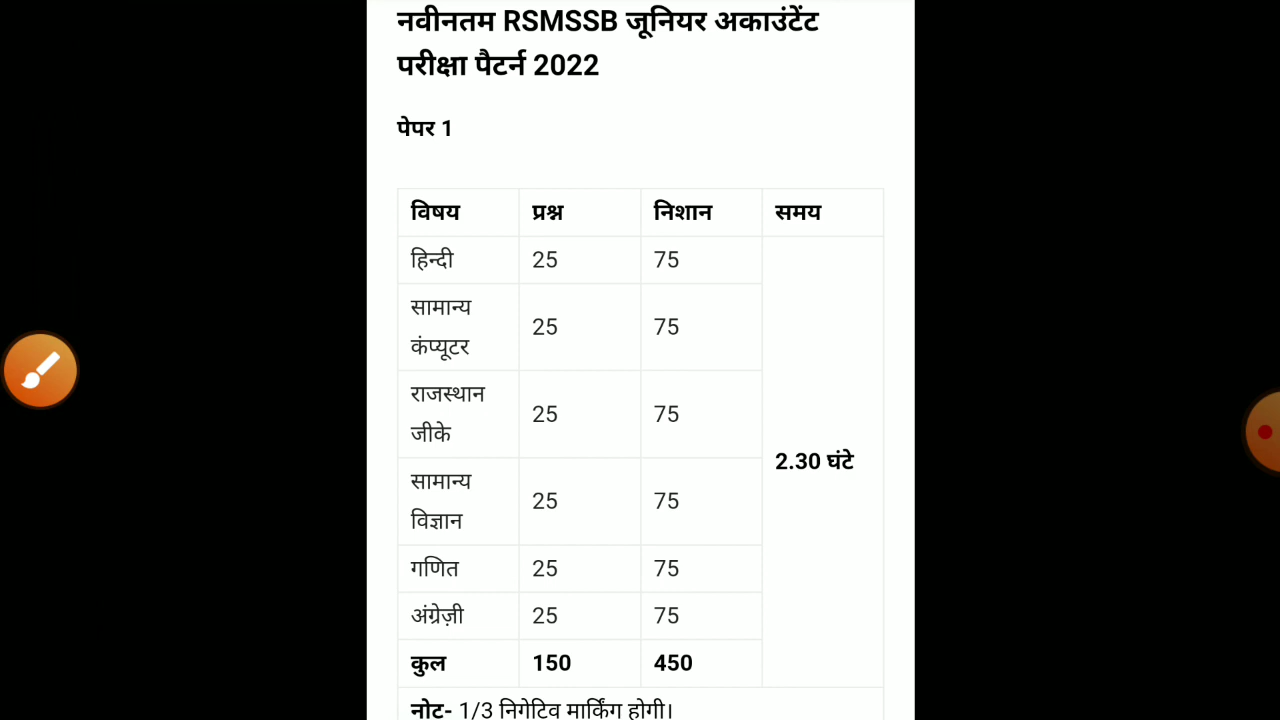 नवीनतम RSMSSB जूनियर अकाउंटेंट
परीक्षा पैटर्न 2022
पेपर 1
विषय प्रश्न निशान समय
हिन्दी 25 75
सामान्य
कंप्यूटर 25 75
राजस्थान
जीके 25 75
2.30 घंटे
सामान्य
विज्ञान 25 75
गणित 25 75
अंग्रेज़ी 25 75
कुल 150 450
नोट- 1/3 निगेटिव मार्किंग होगी।